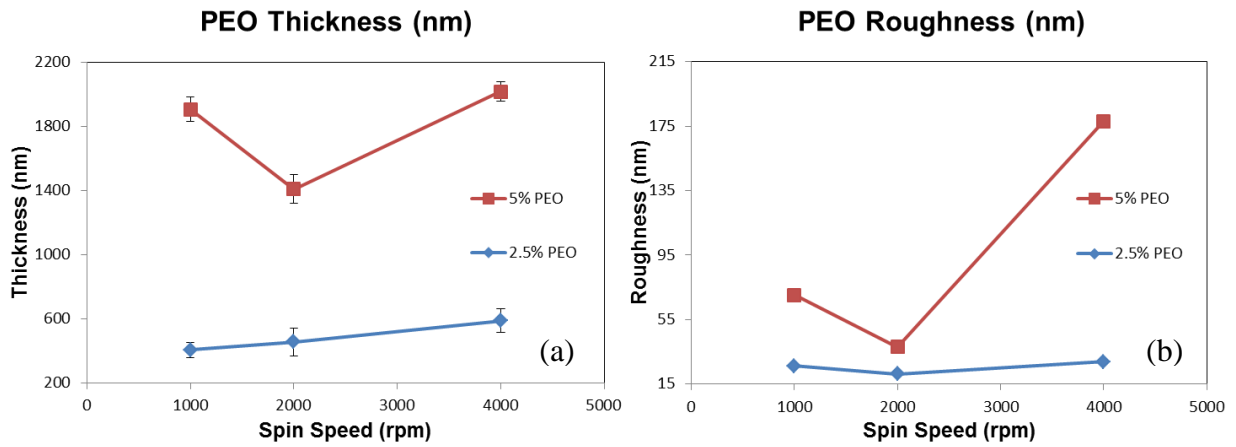 PEO Thickness (nm)
2200
1800
1400
1000
600
200
Thickness (nm)
5% PEO
2.5% PEO
(a)
0
1000
2000
3000
4000
5000
Spin Speed (rpm)
PEO Roughness (nm)
215
175
135
95
55
15
Roughness (nm)
5% PEO
2.5% PEO
(b)
0
1000
2000
3000
4000
5000
Spin Speed (rpm)